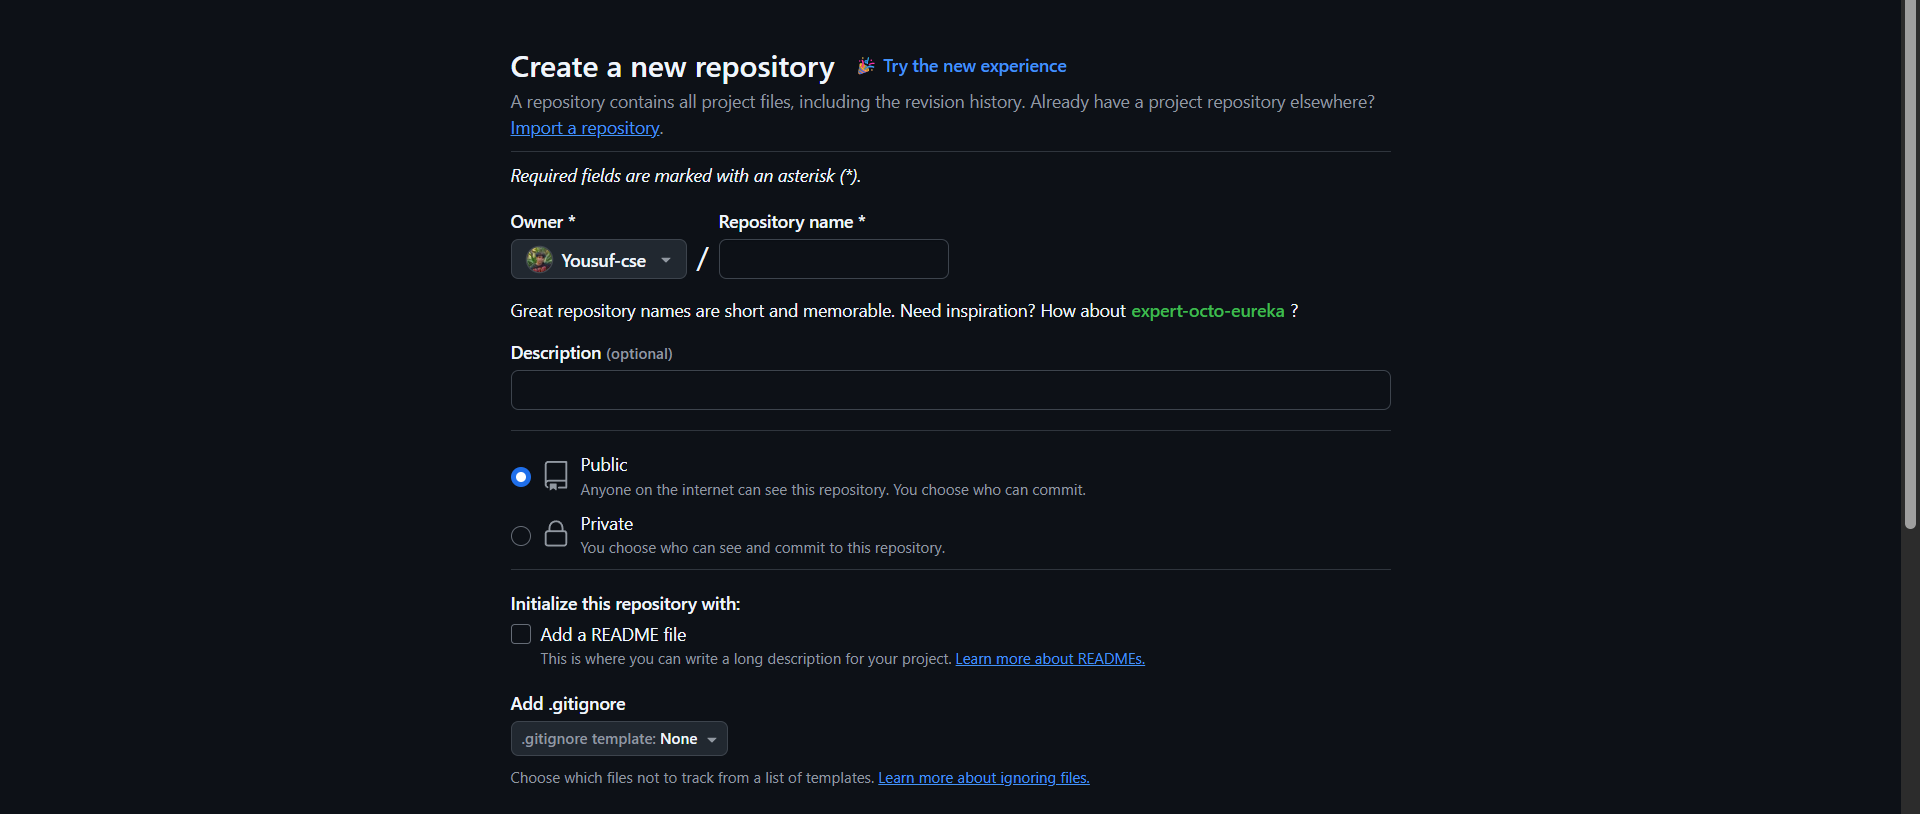 Create a new repository 🎉 Try the new experience
A repository contains all project files, including the revision history. Already have a project repository elsewhere?
Import a repository.
Required fields are marked with an asterisk (*).
Owner * Repository name *
Yousuf-cse /
Great repository names are short and memorable. Need inspiration? How about expert-octo-eureka ?
Description (optional)
Public
Anyone on the internet can see this repository. You choose who can commit.
Private
You choose who can see and commit to this repository.
Initialize this repository with:
Add a README file
This is where you can write a long description for your project. Learn more about READMEs.
Add .gitignore
.gitignore template: None
Choose which files not to track from a list of templates. Learn more about ignoring files.